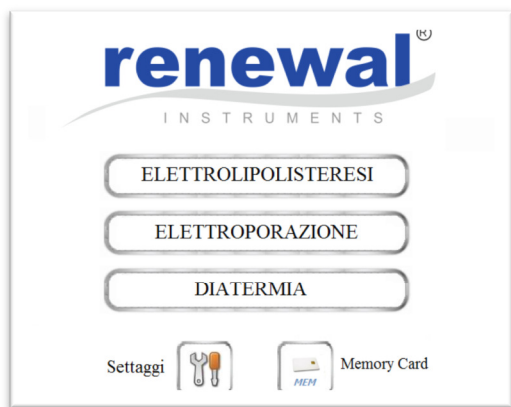 renewal®
INSTRUMENTS
ELETTROLIPOLISTERESI
ELETTROPORAZIONE
DIATERMIA
Settaggi
MEM
Memory Card